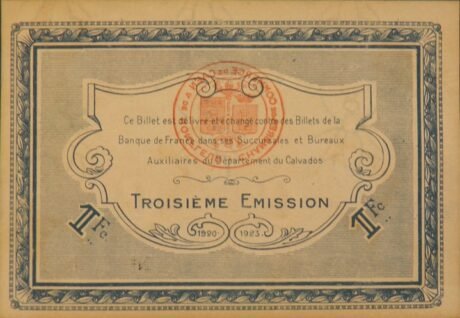 Ce Billet est délivré et échangé contre des Billets de la
Banque de France dans ses Succursales et Bureaux
Auxiliaires du Département du Calvados
TROISIÈME EMISSION
1920 1923
1 Fc.
1 Fc.